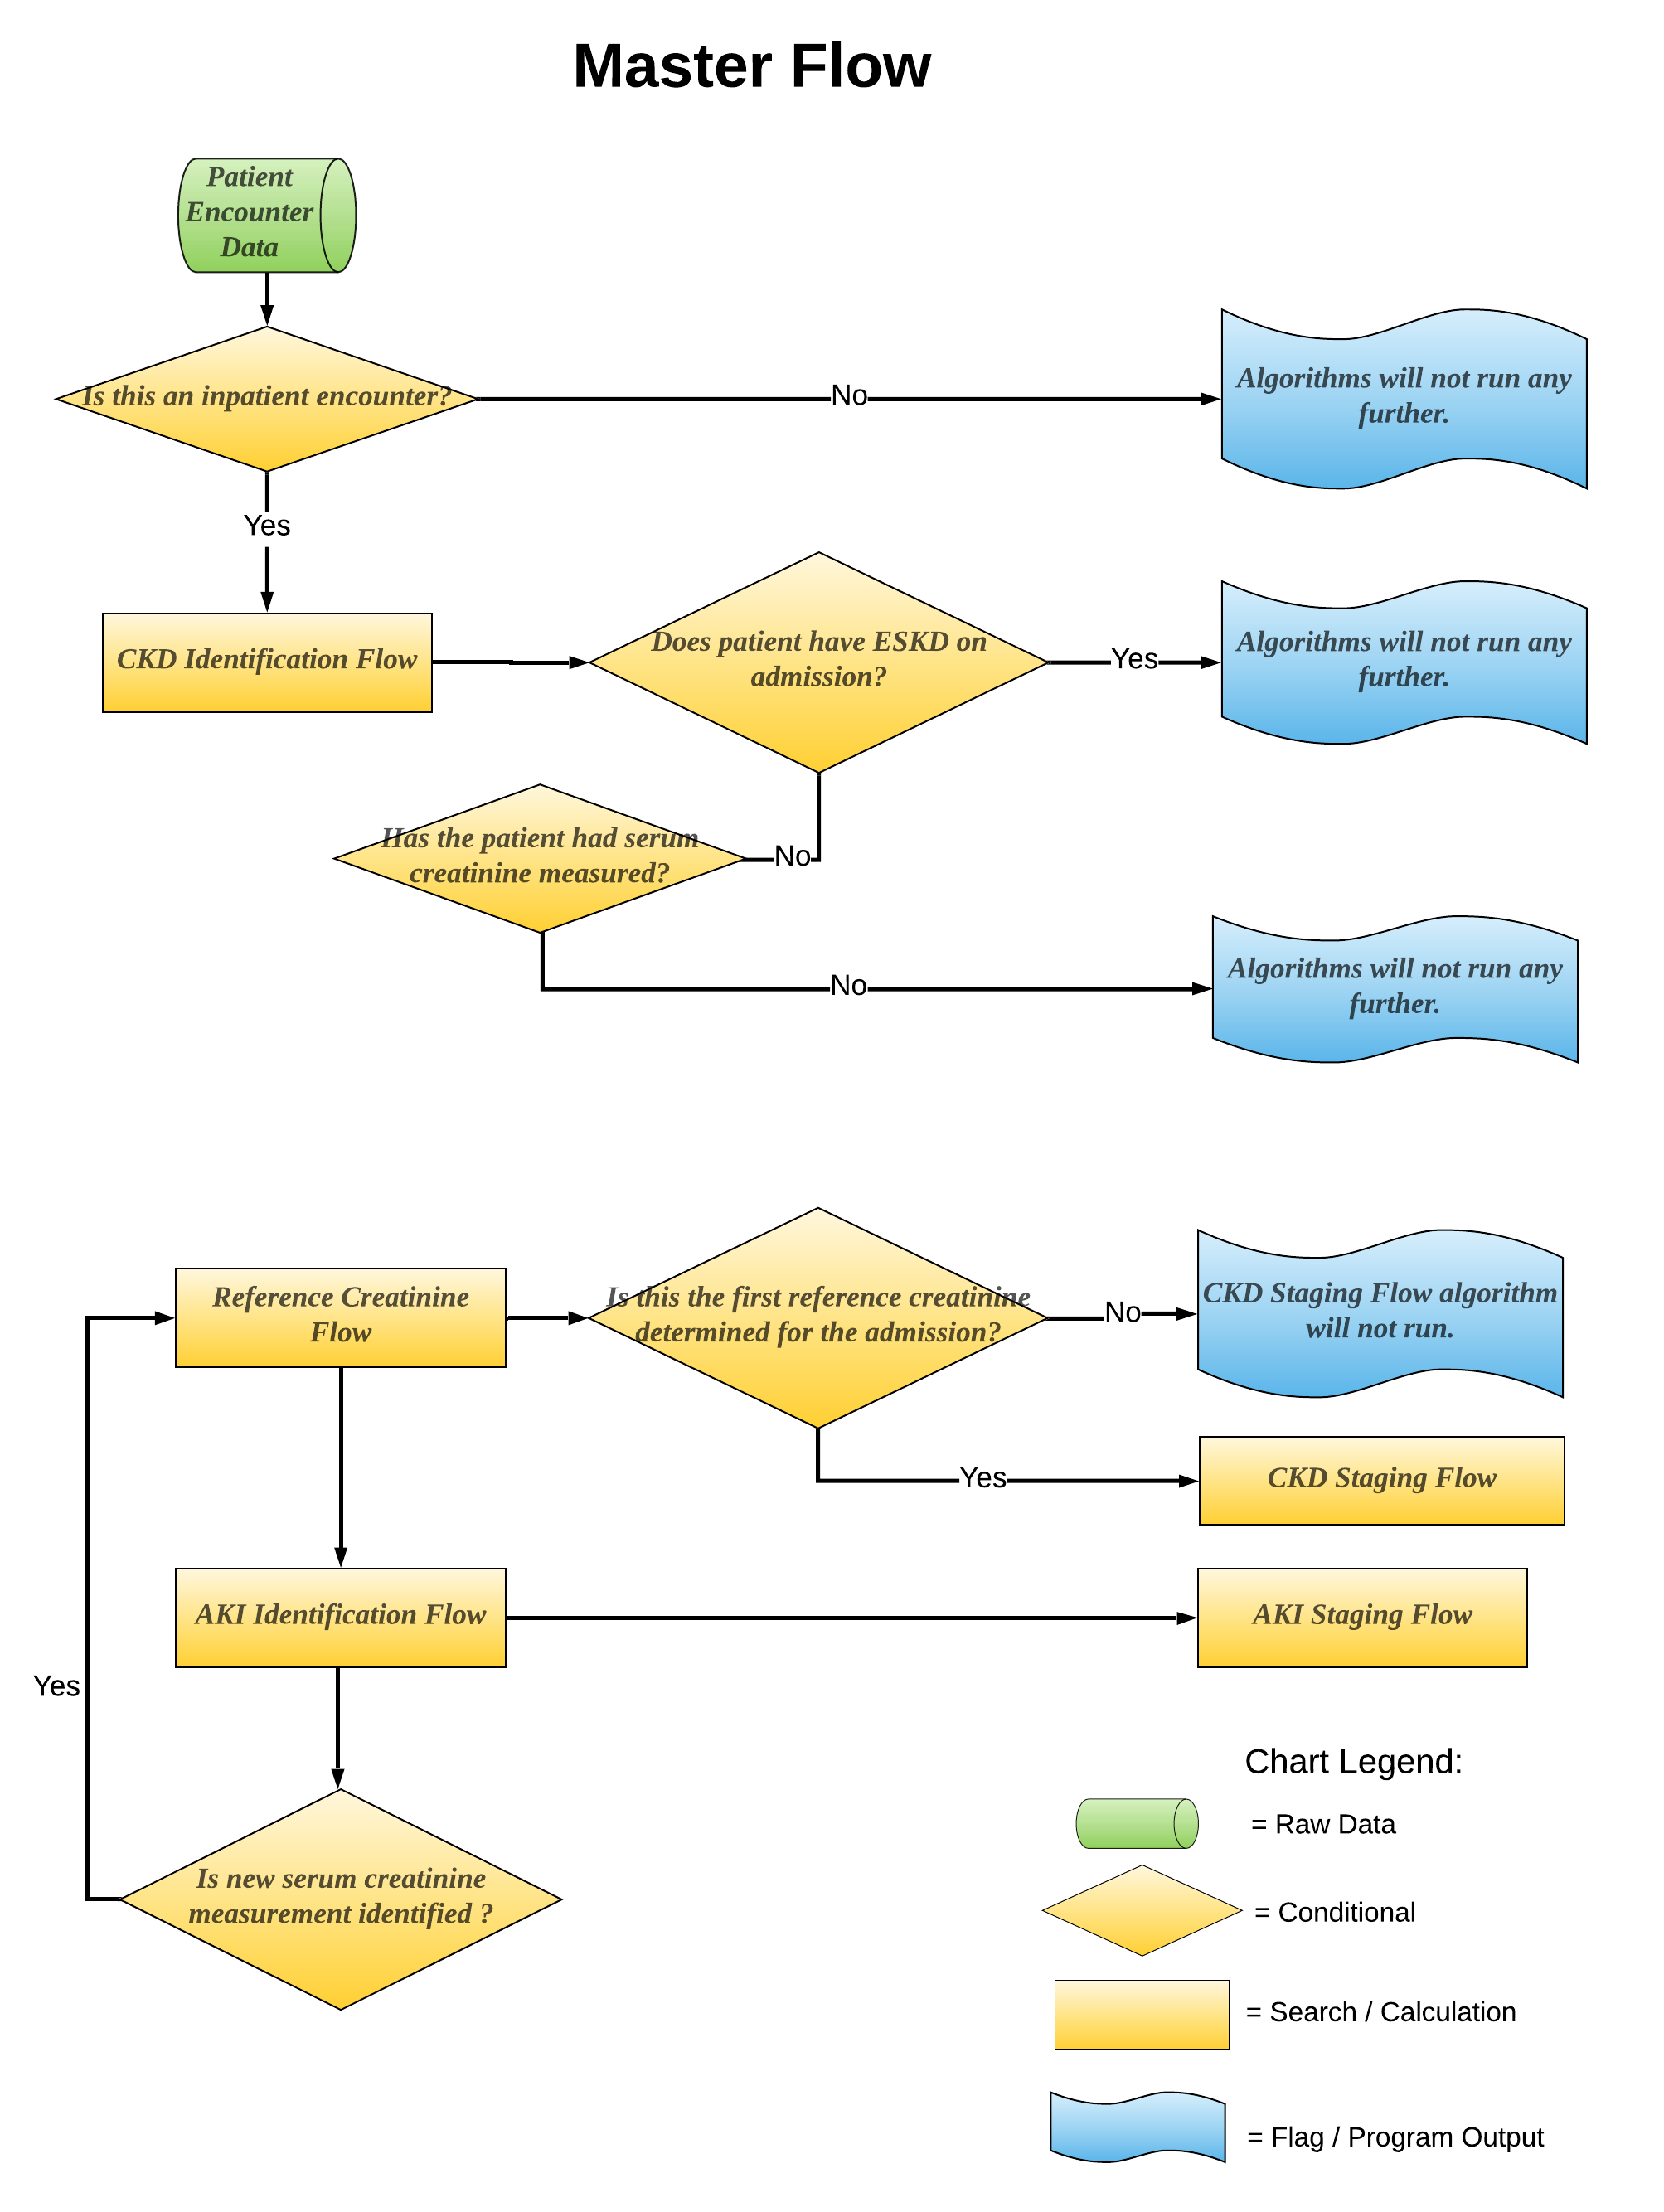 Master Flow
Patient
Encounter
Data
Is this an inpatient encounter?
No
Algorithms will not run any
further.
Yes
CKD Identification Flow
Does patient have ESKD on
admission?
Yes
Algorithms will not run any
further.
Has the patient had serum
creatinine measured?
No
No
Algorithms will not run any
further.
Reference Creatinine
Flow
Is this the first reference creatinine
determined for the admission?
No
CKD Staging Flow algorithm
will not run.
Yes
CKD Staging Flow
AKI Identification Flow
AKI Staging Flow
Yes
Is new serum creatinine
measurement identified ?
Chart Legend:
= Raw Data
= Conditional
= Search / Calculation
= Flag / Program Output